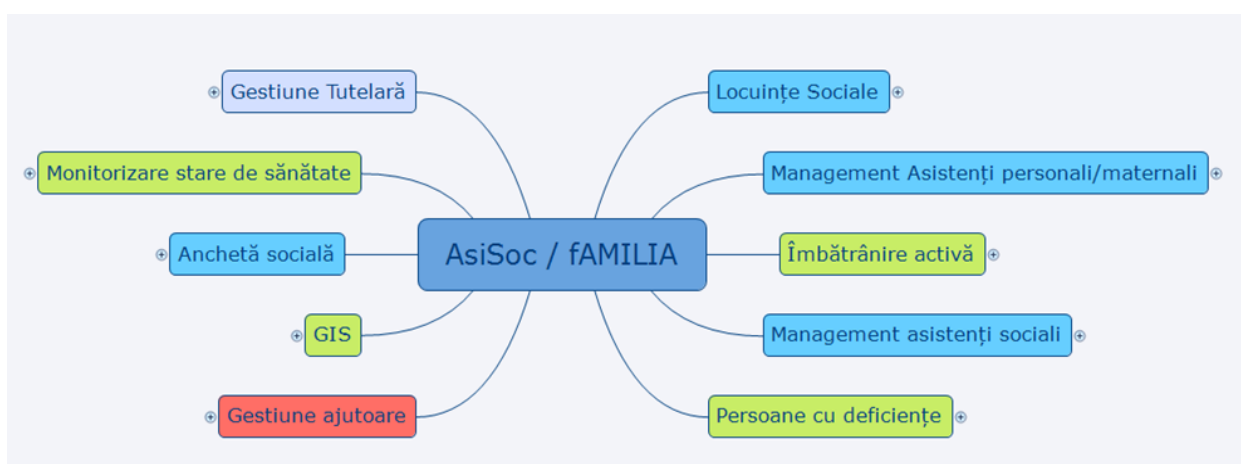 Gestiune Tutelară
Locuințe Sociale
Monitorizare stare de sănătate
Management Asistenți personali/maternali
AsiSoc / fAMILIA
Anchetă socială
Îmbătrânire activă
GIS
Management asistenți sociali
Gestiune ajutoare
Persoane cu deficiențe